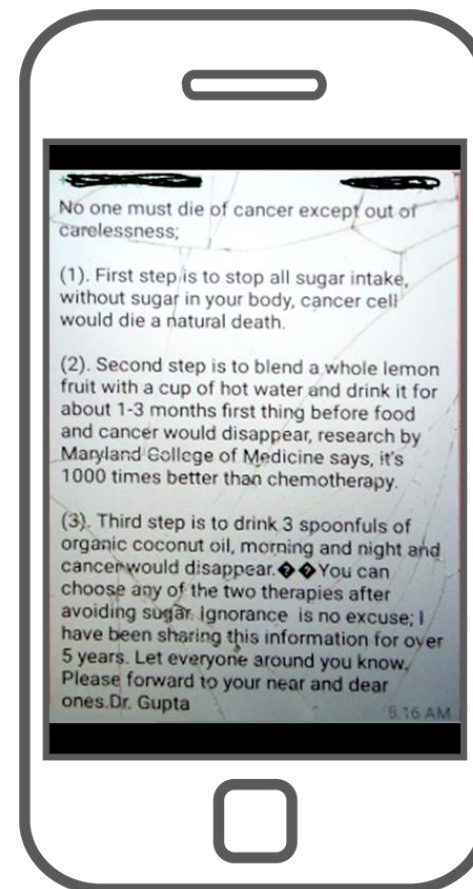 No one must die of cancer except out of
carelessness;
(1). First step is to stop all sugar intake,
without sugar in your body, cancer cell
would die a natural death.
(2). Second step is to blend a whole lemon
fruit with a cup of hot water and drink it for
about 1-3 months first thing before food
and cancer would disappear, research by
Maryland College of Medicine says, it's
1000 times better than chemotherapy.
(3). Third step is to drink 3 spoonfuls of
organic coconut oil, morning and night and
cancer would disappear.��You can
choose any of the two therapies after
avoiding sugar. Ignorance is no excuse; I
have been sharing this information for over
5 years. Let everyone around you know.
Please forward to your near and dear
ones.Dr. Gupta
8:16 AM